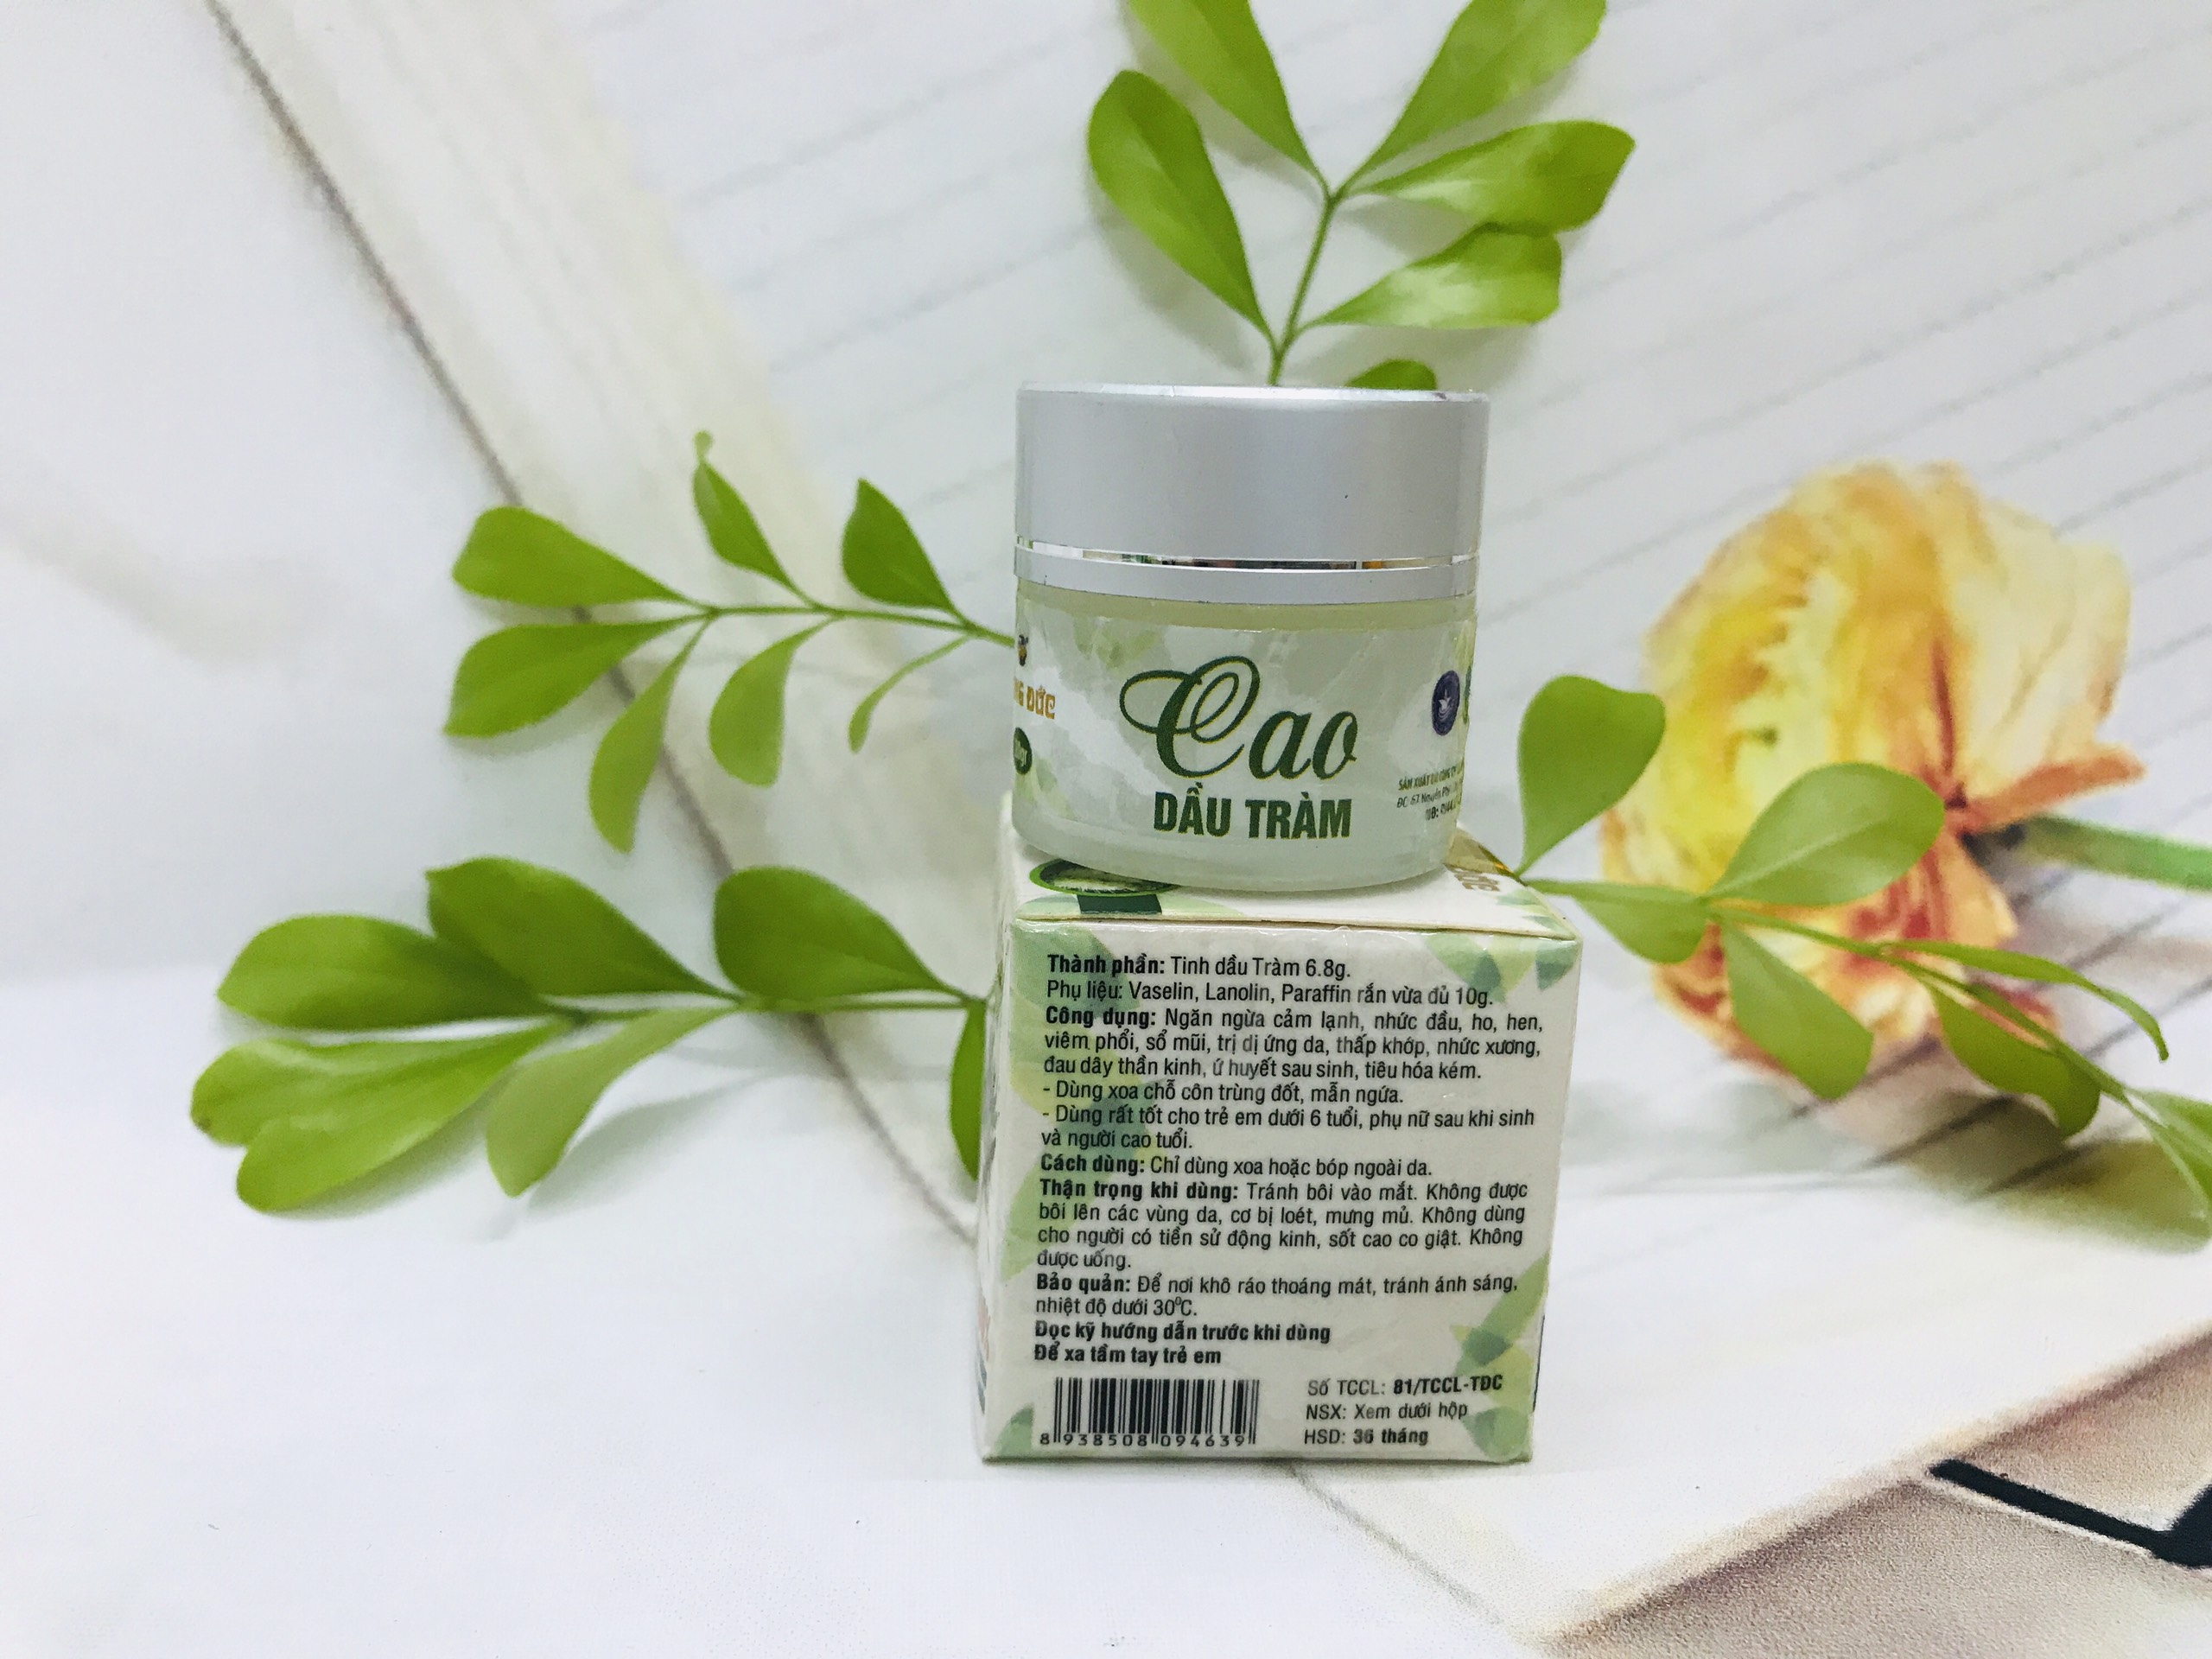 ĐỨC
Cao
DẦU TRÀM
SẢN XUẤT
Thành phần: Tinh dầu Tràm 6.8g.
Phụ liệu: Vaselin, Lanolin, Paraffin rắn vừa đủ 10g.
Công dụng: Ngăn ngừa cảm lạnh, nhức đầu, ho, hen,
viêm phổi, sổ mũi, trị dị ứng da, thấp khớp, nhức xương,
đau dây thần kinh, ứ huyết sau sinh, tiêu hóa kém.
- Dùng xoa chỗ côn trùng đốt, mẫn ngứa.
- Dùng rất tốt cho trẻ em dưới 6 tuổi, phụ nữ sau khi sinh
và người cao tuổi.
Cách dùng: Chỉ dùng xoa hoặc bóp ngoài da.
Thận trọng khi dùng: Tránh bôi vào mắt. Không được
bôi lên các vùng da, cơ bị loét, mưng mủ. Không dùng
cho người có tiền sử động kinh, sốt cao co giật. Không
được uống.
Bảo quản: Để nơi khô ráo thoáng mát, tránh ánh sáng,
nhiệt độ dưới 30⁰C.
Đọc kỹ hướng dẫn trước khi dùng
Để xa tầm tay trẻ em
8 938508 094639
Số TCCL: 81/TCCL-TĐC
NSX: Xem dưới hộp
HSD: 36 tháng